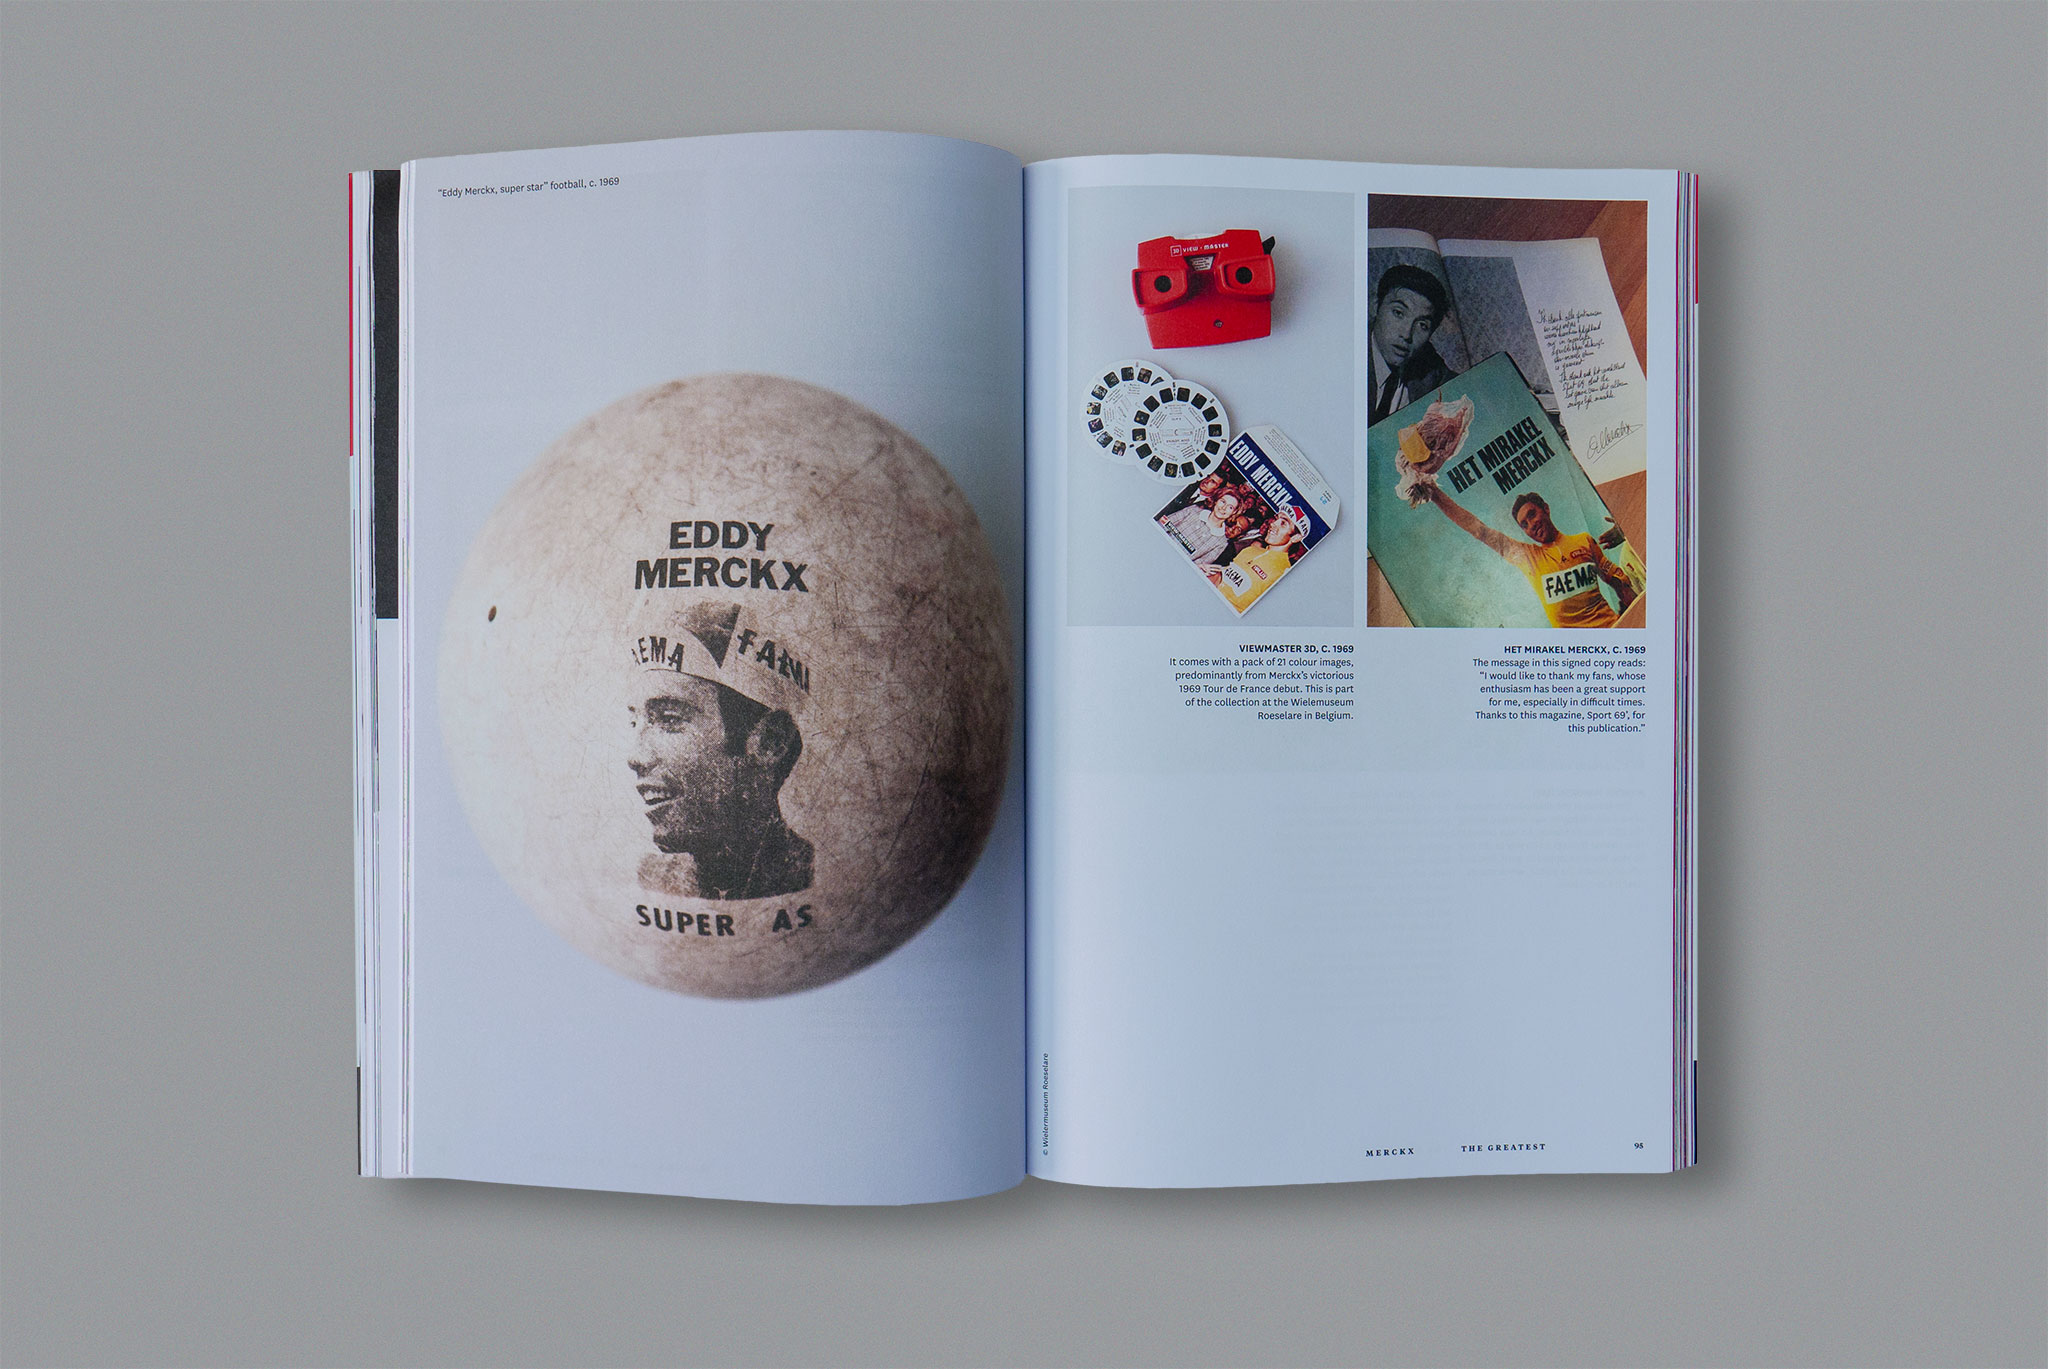 “Eddy Merckx, super star” football, c. 1969
EDDY
MERCKX
FAEMA
SUPER AS
3D VIEW-MASTER
EDDY MERCKX
FAEMA
HET MIRAKEL
MERCKX
FAEMA
VIEWMASTER 3D, C. 1969
It comes with a pack of 21 colour images,
predominantly from Merckx’s victorious
1969 Tour de France debut. This is part
of the collection at the Wielemuseum
Roeselare in Belgium.
HET MIRAKEL MERCKX, C. 1969
The message in this signed copy reads:
“I would like to thank my fans, whose
enthusiasm has been a great support
for me, especially in difficult times.
Thanks to this magazine, Sport 69’, for
this publication.”
© Wielermuseum Roeselare
MERCKX THE GREATEST 95